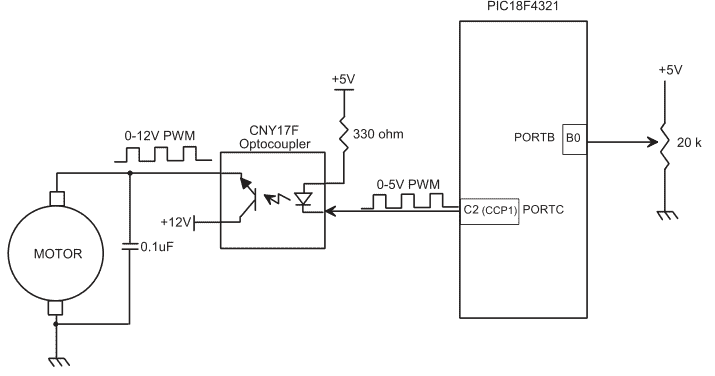 PIC18F4321
+5V
+5V
0-12V PWM
CNY17F
Optocoupler
330 ohm
PORTB
B0
20 k
0-5V PWM
C2 (CCP1)
PORTC
+12V
0.1uF
MOTOR